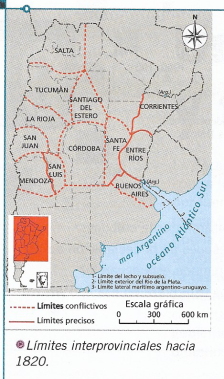 N
SALTA
TUCUMÁN
SANTIAGO
DEL
ESTERO
(Arg.)
CORRIENTES
LA RIOJA
SAN
JUAN
SANTA
FE
CÓRDOBA
ENTRE
RÍOS
SAN
LUIS
MENDOZA
BUENOS
AIRES
(Arg.)
mar Argentino
océano Atlántico Sur
1- Límite del lecho y subsuelo.
2- Límite exterior del Río de la Plata.
3- Límite lateral marítimo argentino-uruguayo.
Límites conflictivos
Límites precisos
Escala gráfica
0 300 600 km
Límites interprovinciales hacia
1820.